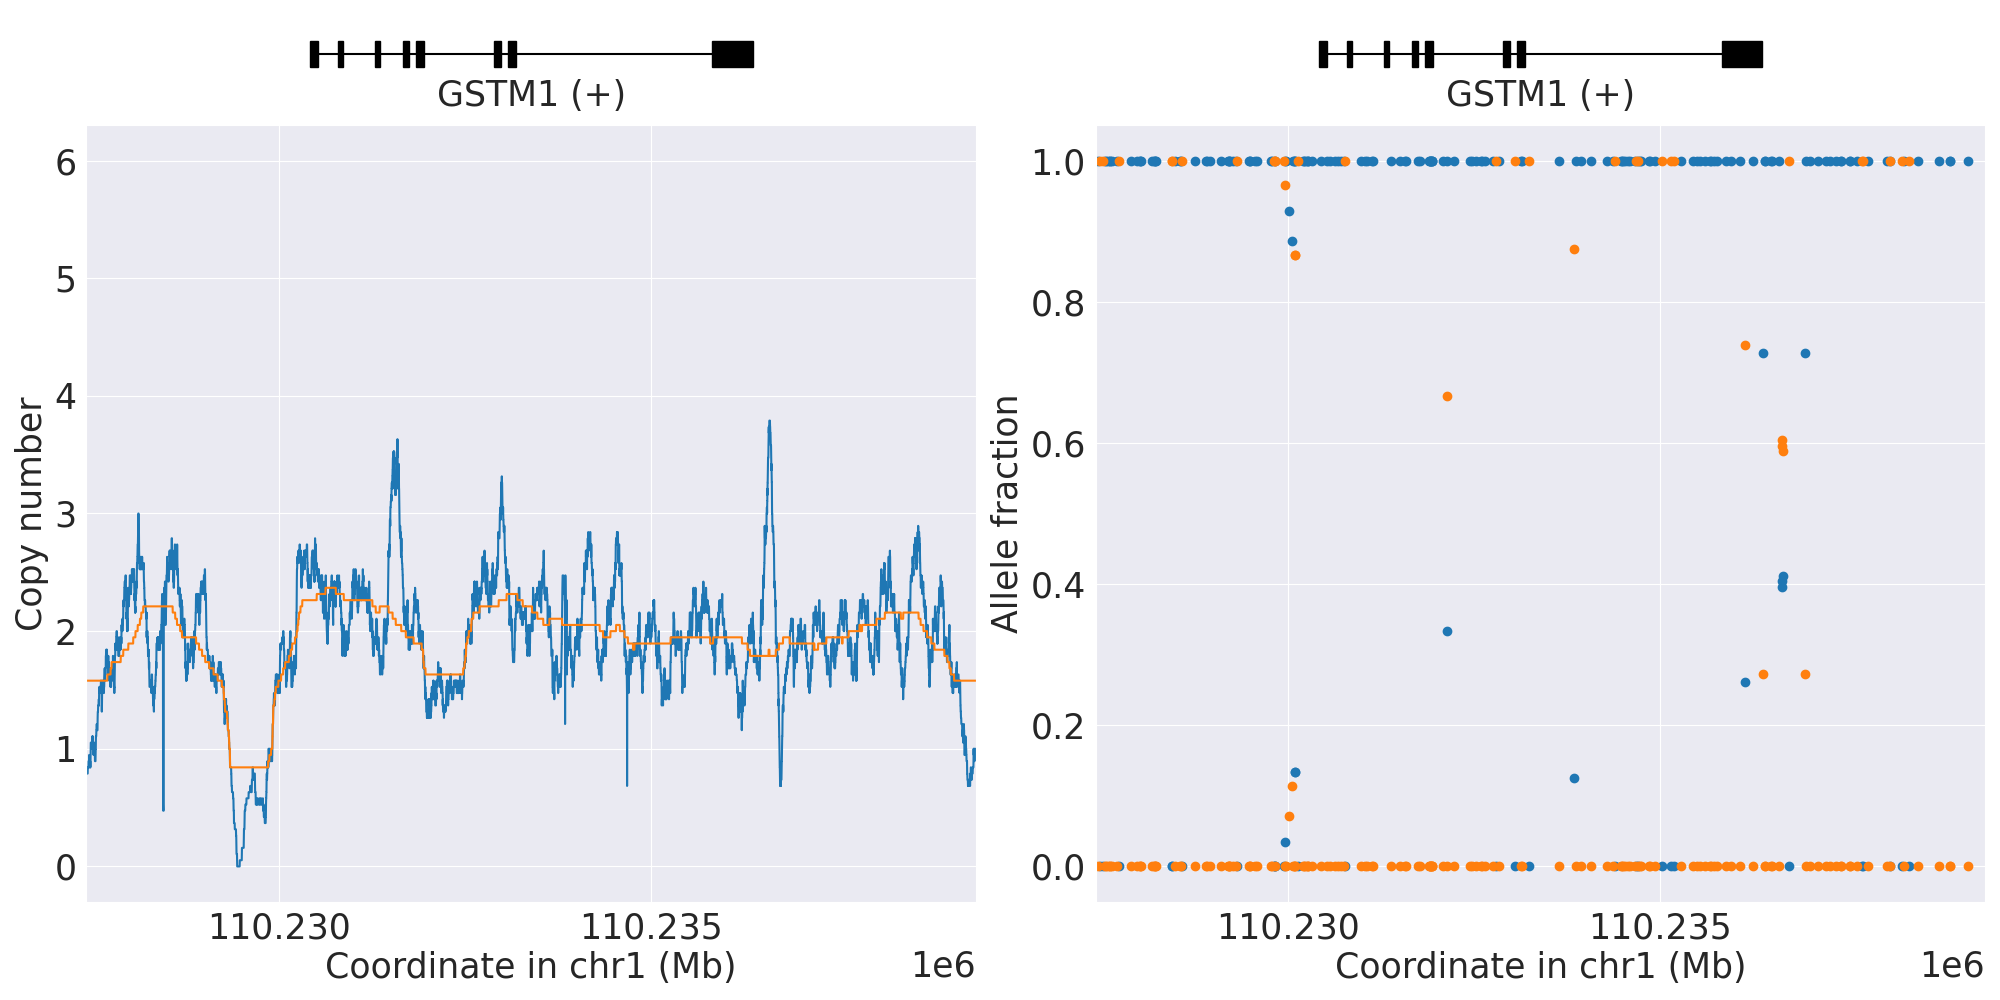 GSTM1 (+)
6
5
4
3
2
1
0
Copy number
110.230
110.235
Coordinate in chr1 (Mb)
1e6
GSTM1 (+)
1.0
0.8
0.6
0.4
0.2
0.0
Allele fraction
110.230
110.235
Coordinate in chr1 (Mb)
1e6